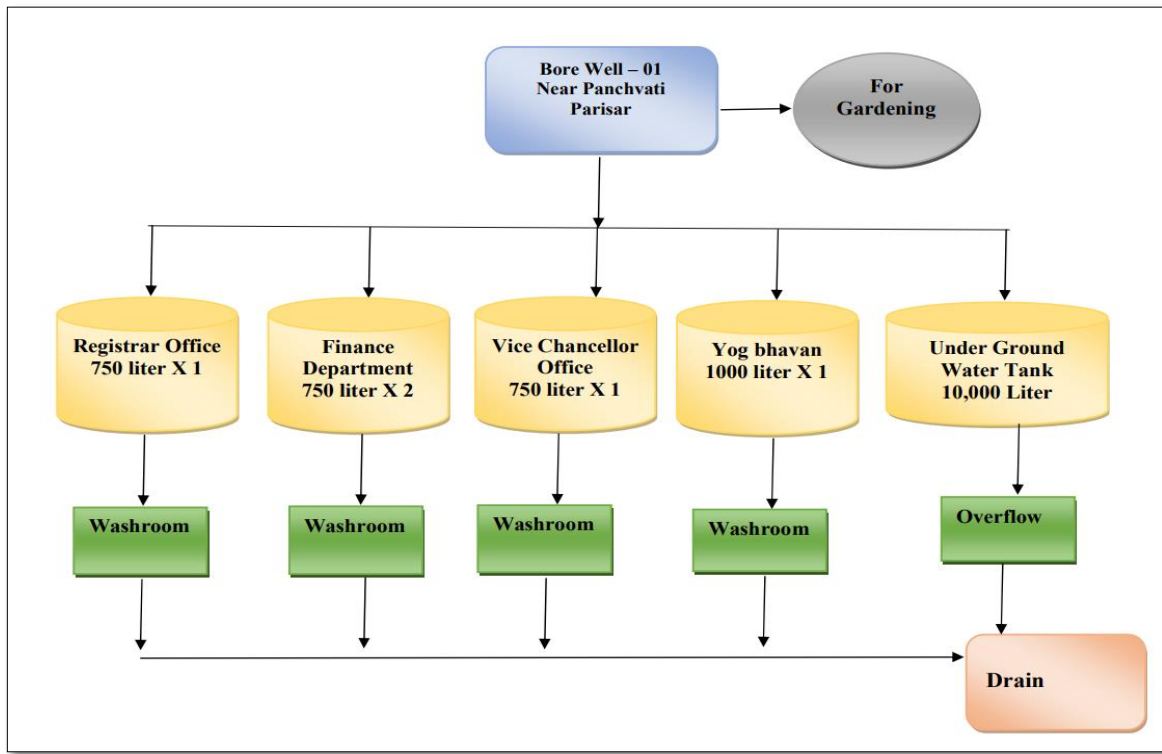 Bore Well – 01
Near Panchvati
Parisar
For
Gardening
Registrar Office
750 liter X 1
Finance
Department
750 liter X 2
Vice Chancellor
Office
750 liter X 1
Yog bhavan
1000 liter X 1
Under Ground
Water Tank
10,000 Liter
Washroom
Washroom
Washroom
Washroom
Overflow
Drain